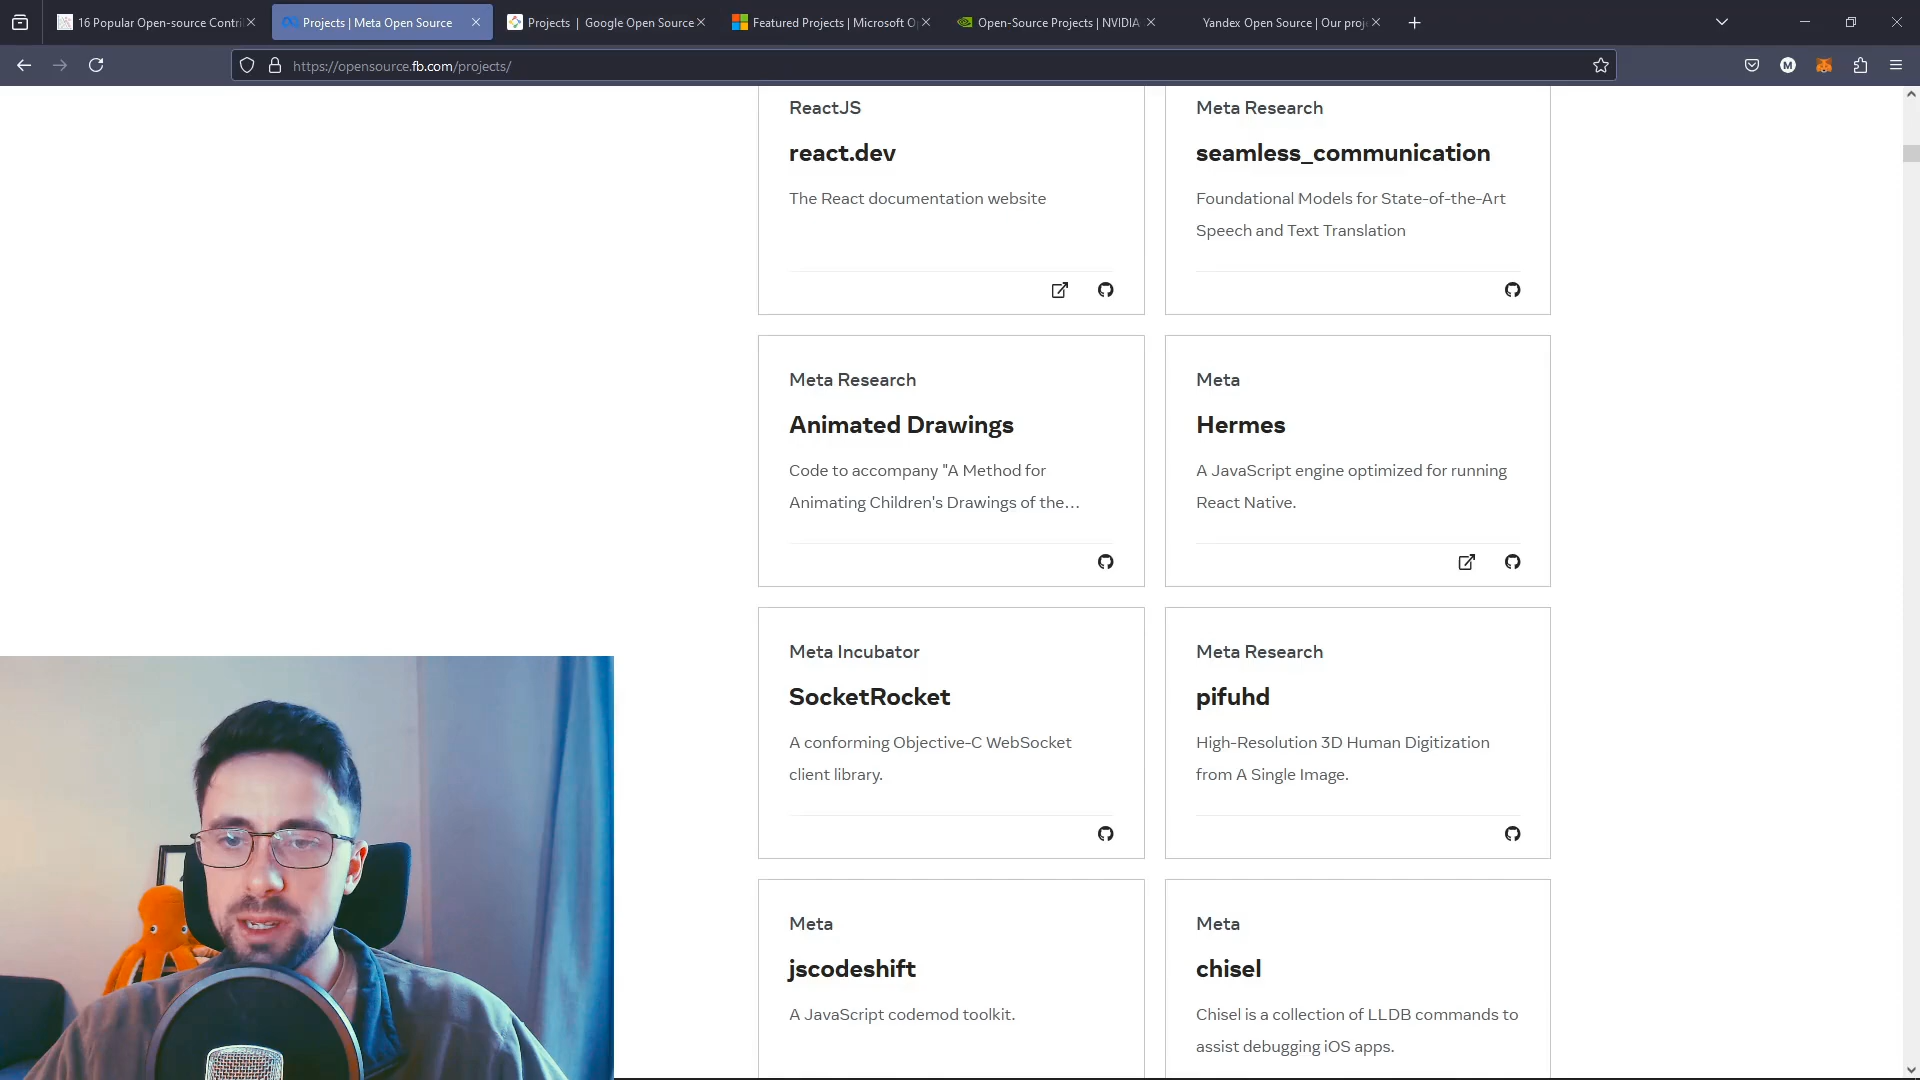 16 Popular Open-source Contri
Projects | Meta Open Source
Projects | Google Open Source
Featured Projects | Microsoft O
Open-Source Projects | NVIDIA
Yandex Open Source | Our proj
https://opensource.fb.com/projects/
M
ReactJS
react.dev
The React documentation website
Meta Research
seamless_communication
Foundational Models for State-of-the-Art
Speech and Text Translation
Meta Research
Animated Drawings
Code to accompany "A Method for
Animating Children's Drawings of the...
Meta
Hermes
A JavaScript engine optimized for running
React Native.
Meta Incubator
SocketRocket
A conforming Objective-C WebSocket
client library.
Meta Research
pifuhd
High-Resolution 3D Human Digitization
from A Single Image.
Meta
jscodeshift
A JavaScript codemod toolkit.
Meta
chisel
Chisel is a collection of LLDB commands to
assist debugging iOS apps.